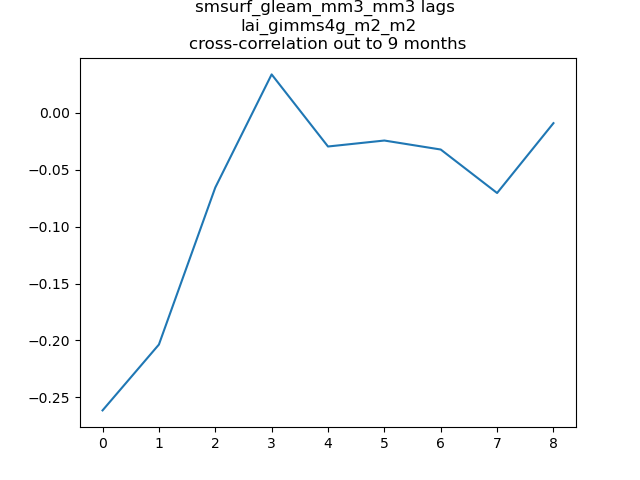 smsurf_gleam_mm3_mm3 lags
lai_gimms4g_m2_m2
cross-correlation out to 9 months
0.00
−0.05
−0.10
−0.15
−0.20
−0.25
0 1 2 3 4 5 6 7 8